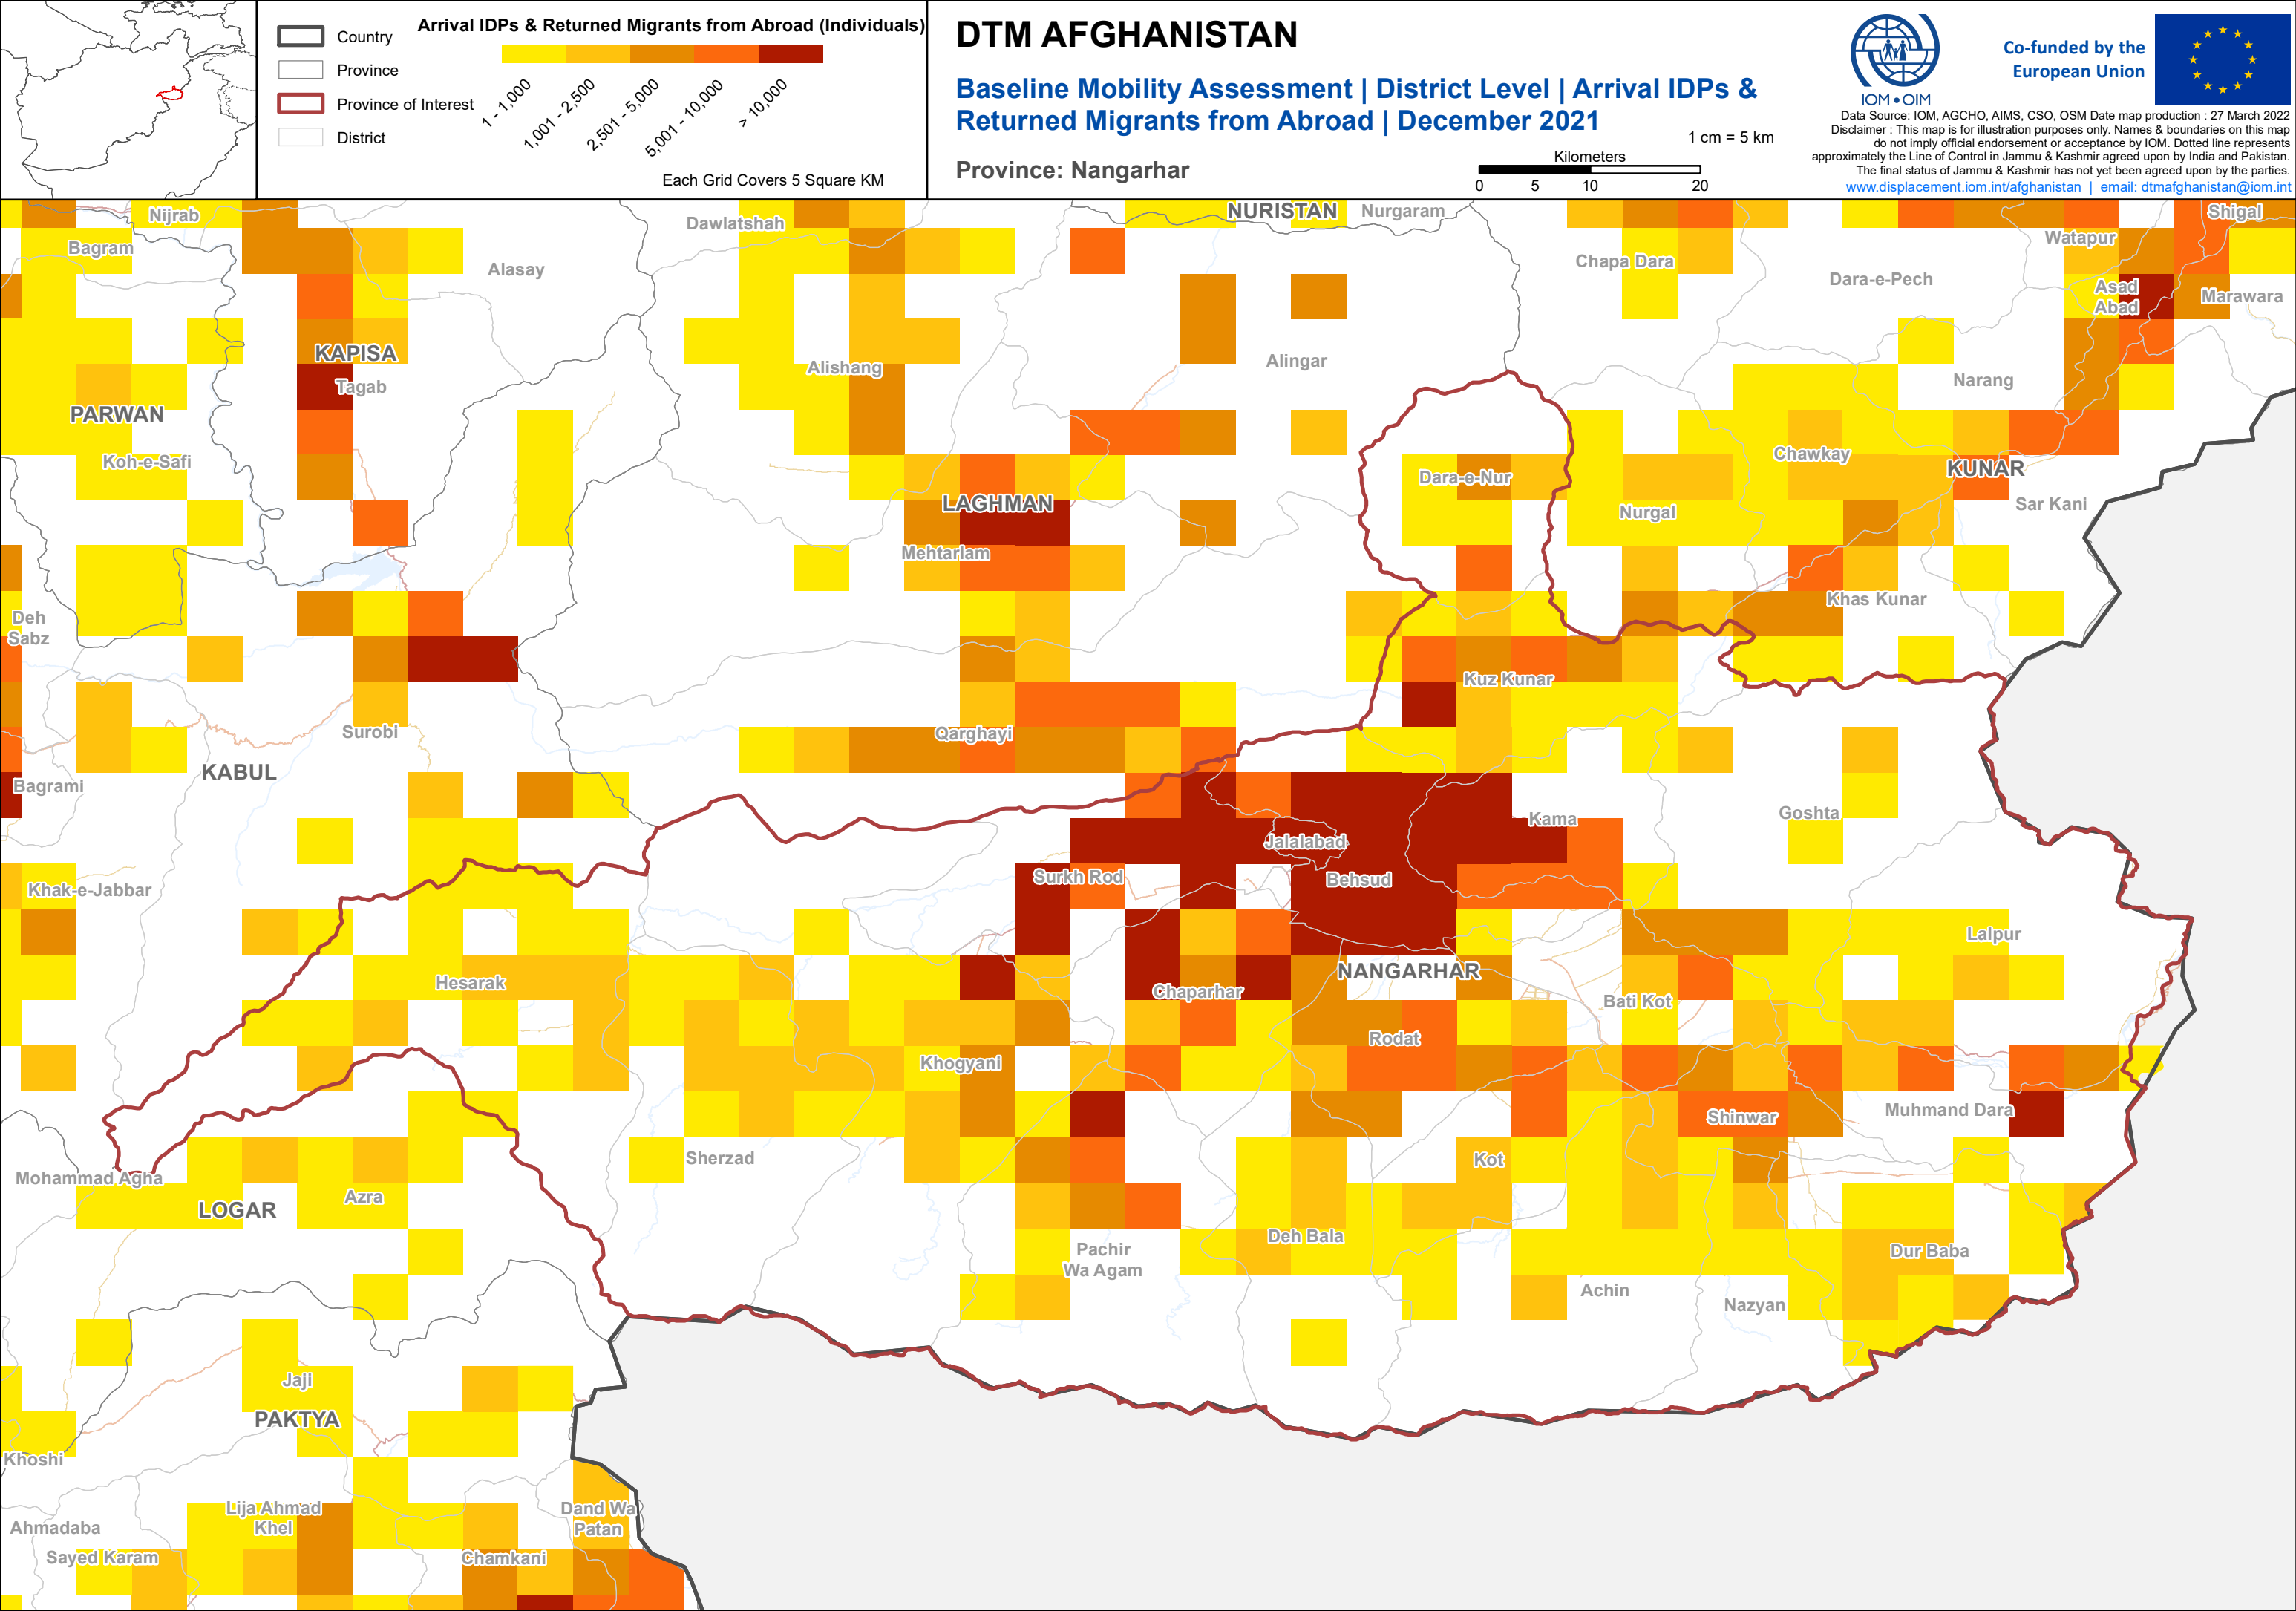 Country
Province
Province of Interest
District
Arrival IDPs & Returned Migrants from Abroad (Individuals)
1 - 1,000
1,001 - 2,500
2,501 - 5,000
5,001 - 10,000
> 10,000
Each Grid Covers 5 Square KM
DTM AFGHANISTAN
Baseline Mobility Assessment | District Level | Arrival IDPs &
Returned Migrants from Abroad | December 2021
Province: Nangarhar
1 cm = 5 km
Kilometers
0 5 10 20
IOM • OIM
Co-funded by the
European Union
Data Source: IOM, AGCHO, AIMS, CSO, OSM Date map production : 27 March 2022
Disclaimer : This map is for illustration purposes only. Names & boundaries on this map
do not imply official endorsement or acceptance by IOM. Dotted line represents
approximately the Line of Control in Jammu & Kashmir agreed upon by India and Pakistan.
The final status of Jammu & Kashmir has not yet been agreed upon by the parties.
www.displacement.iom.int/afghanistan | email: dtmafghanistan@iom.int
Nijrab
Dawlatshah
NURISTAN
Nurgaram
Shigal
Bagram
Alasay
Chapa Dara
Watapur
Dara-e-Pech
Asad
Abad
Marawara
KAPISA
Tagab
Alishang
Alingar
Narang
PARWAN
Koh-e-Safi
Chawkay
KUNAR
Dara-e-Nur
LAGHMAN
Nurgal
Sar Kani
Mehtarlam
Khas Kunar
Deh
Sabz
Kuz Kunar
Surobi
Qarghayi
KABUL
Bagrami
Goshta
Kama
Jalalabad
Khak-e-Jabbar
Surkh Rod
Behsud
Lalpur
Hesarak
NANGARHAR
Chaparhar
Bati Kot
Rodat
Khogyani
Shinwar
Muhmand Dara
Sherzad
Kot
Mohammad Agha
Azra
LOGAR
Deh Bala
Pachir
Wa Agam
Dur Baba
Achin
Nazyan
Jaji
PAKTYA
Khoshi
Lija Ahmad
Khel
Dand Wa
Patan
Ahmadaba
Sayed Karam
Chamkani